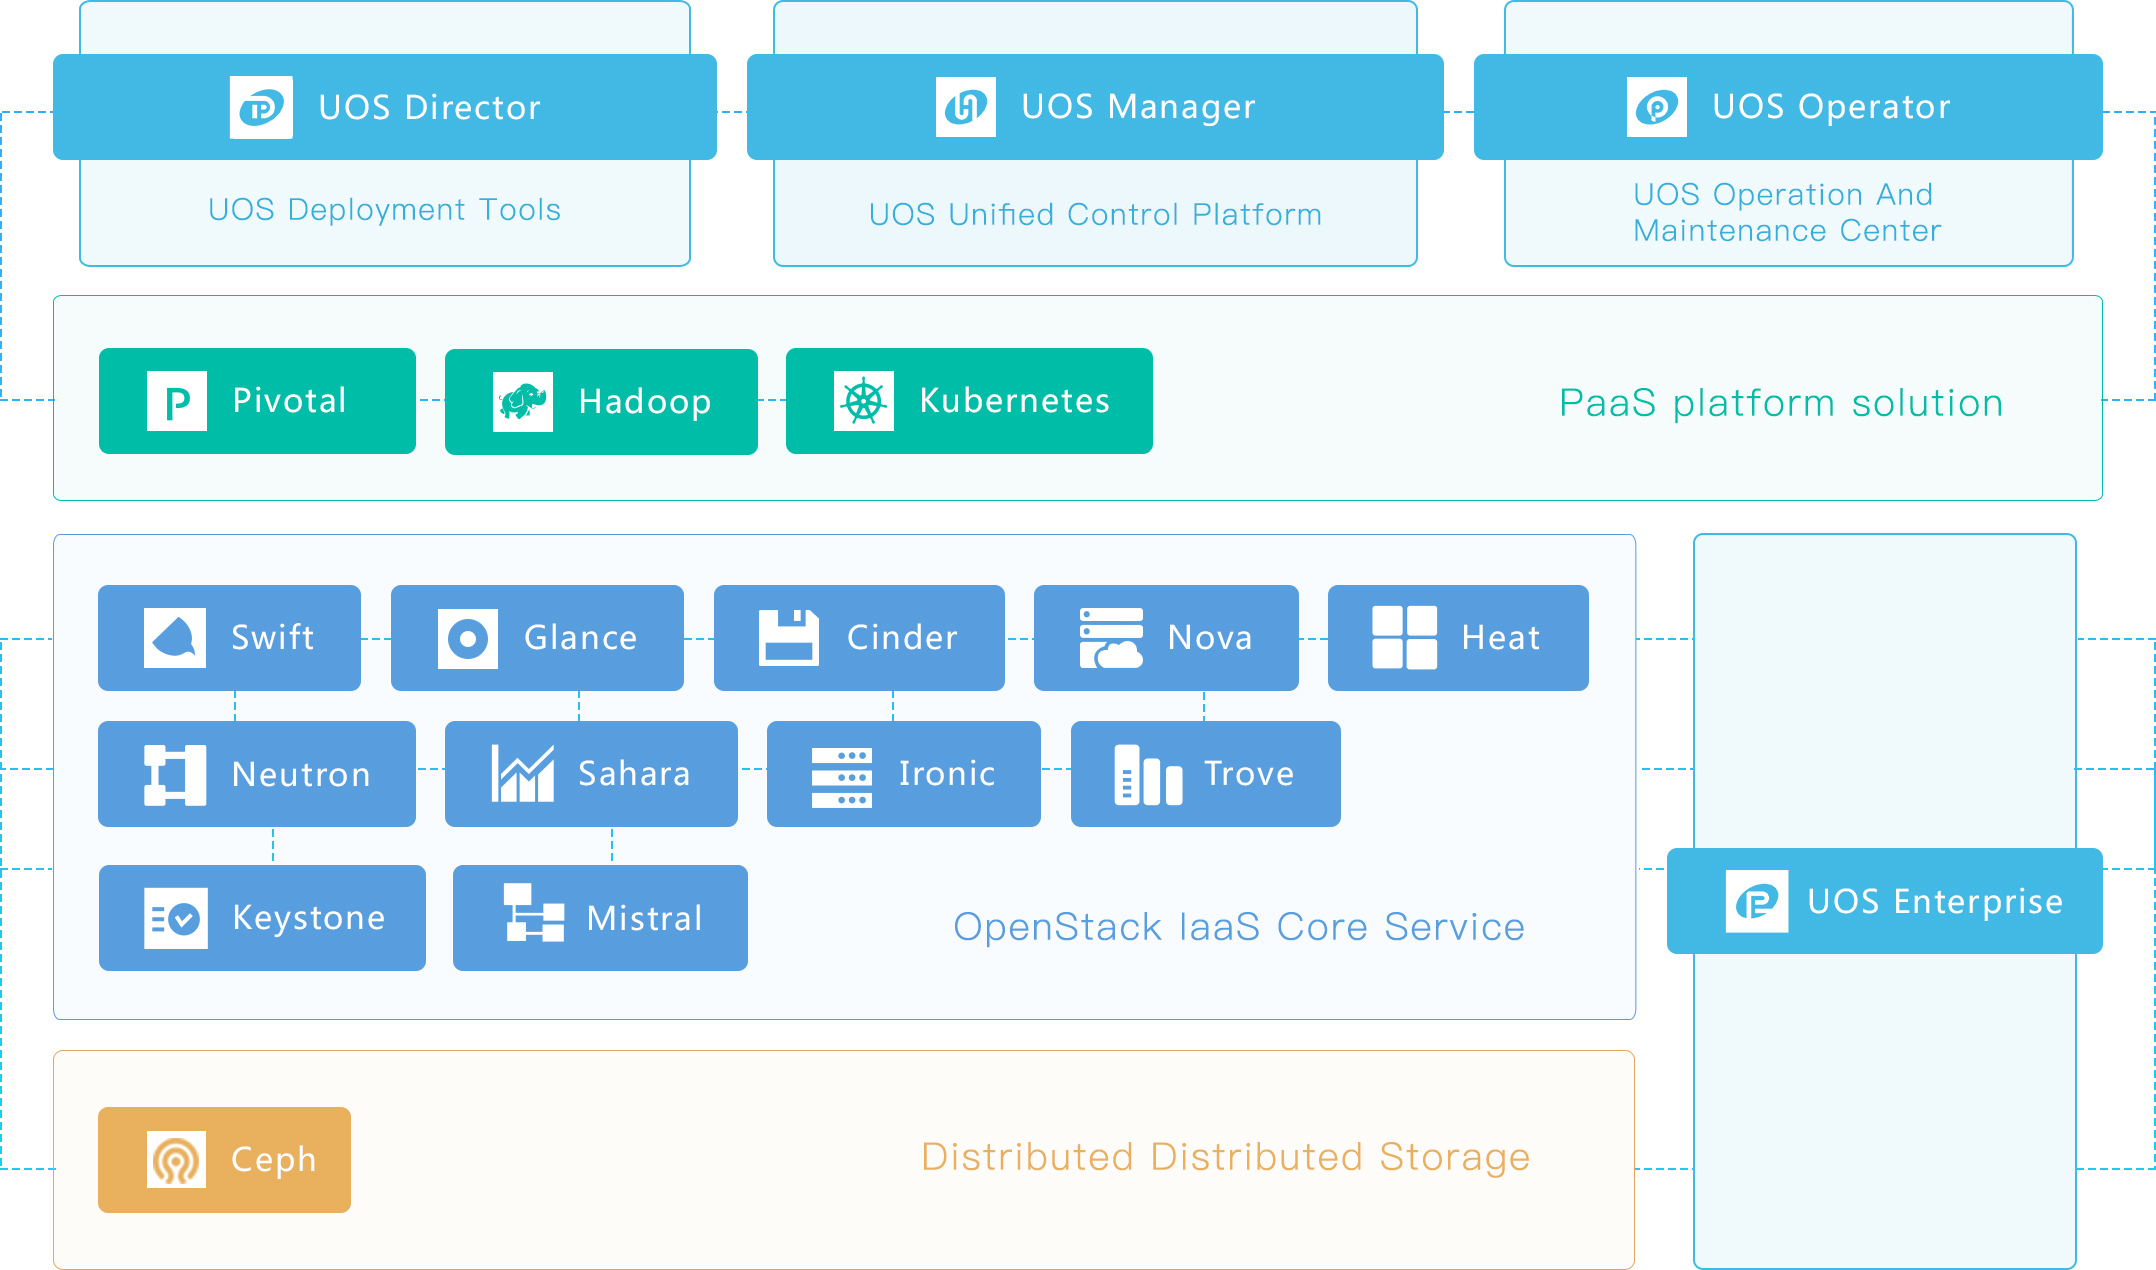 UOS Director
UOS Manager
UOS Operator
UOS Deployment Tools
UOS Unified Control Platform
UOS Operation And
Maintenance Center
P Pivotal
Hadoop
Kubernetes
PaaS platform solution
Swift
Glance
Cinder
Nova
Heat
Neutron
Sahara
Ironic
Trove
Keystone
Mistral
OpenStack IaaS Core Service
UOS Enterprise
Ceph
Distributed Distributed Storage